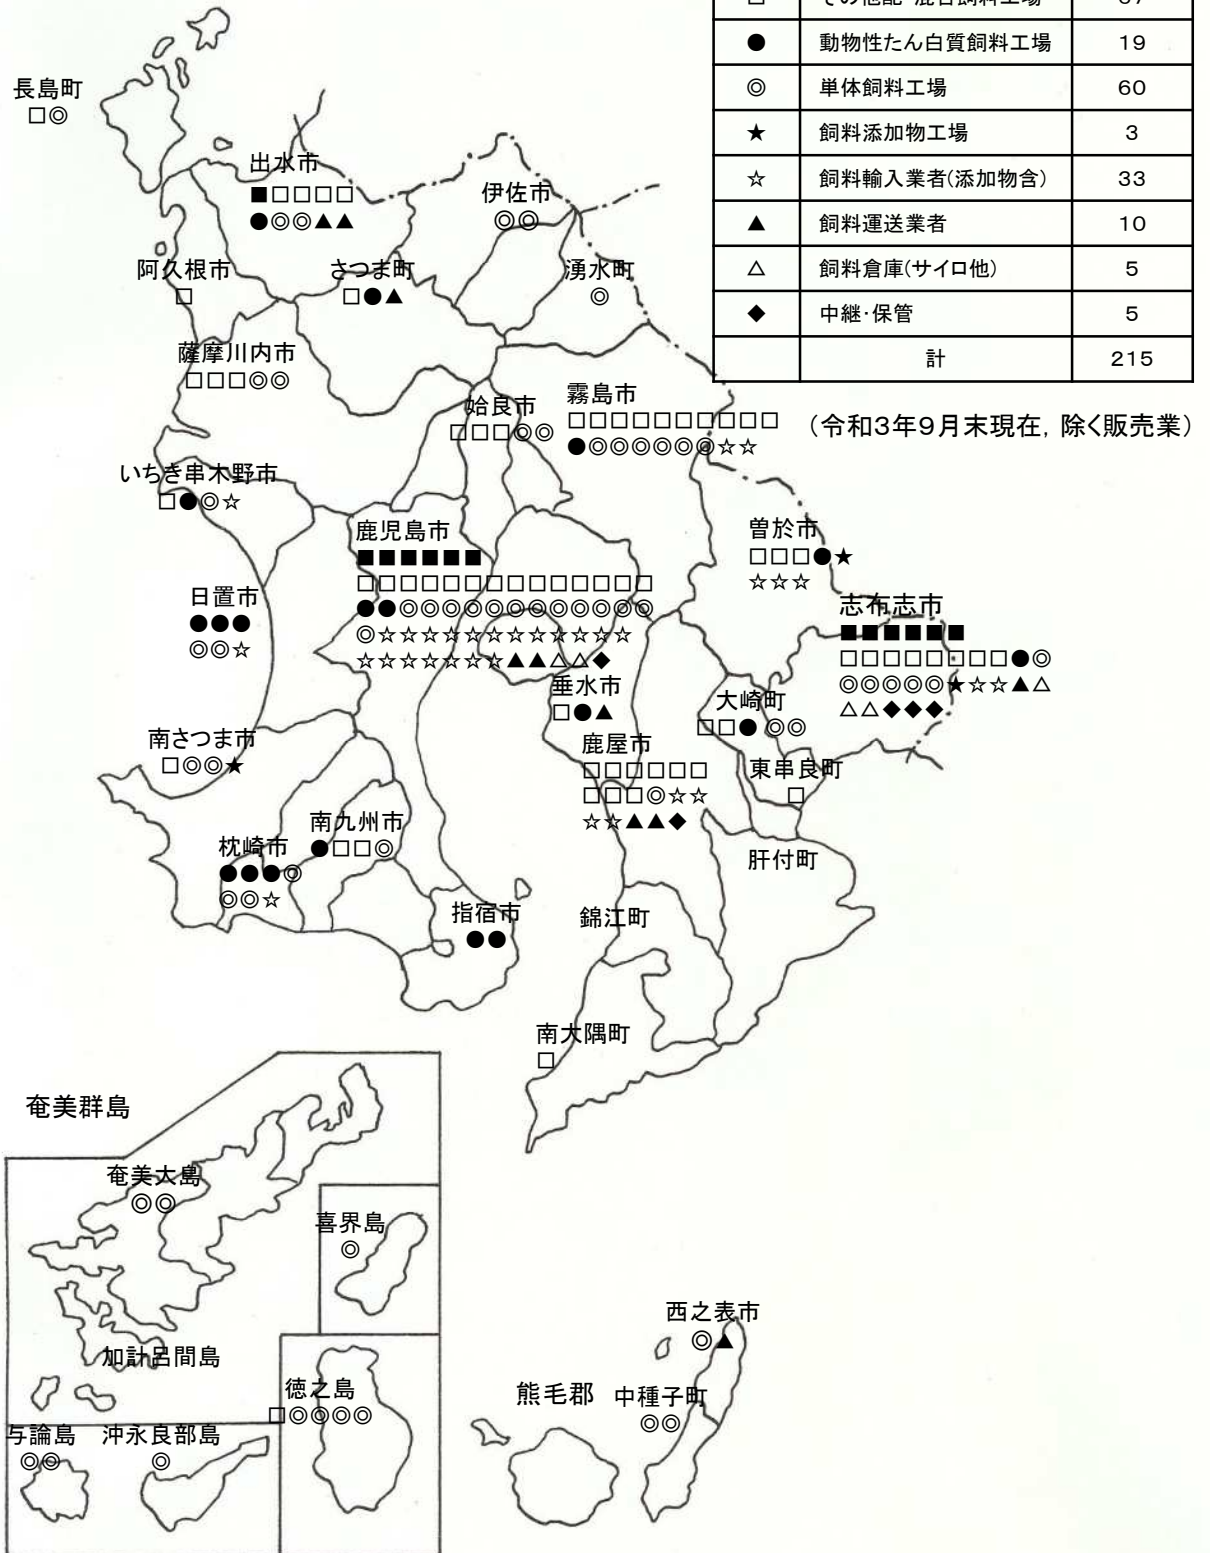 ● 動物性たん白質飼料工場 19
◎ 単体飼料工場 60
★ 飼料添加物工場 3
☆ 飼料輸入業者(添加物含) 33
▲ 飼料運送業者 10
△ 飼料倉庫(サイロ他) 5
◆ 中継・保管 5
計 215
(令和3年9月末現在, 除く販売業)
長島町
□◎
出水市
■□□□□
●◎◎▲▲
伊佐市
◎◎
阿久根市
□
さつま町
□●▲
湧水町
◎
薩摩川内市
□□□◎◎
姶良市
□□□◎◎
霧島市
□□□□□□□□□□
●◎◎◎◎◎◎☆☆
いちき串木野市
□●◎☆
鹿児島市
■■■■■■
□□□□□□□□□□□□□□
●●◎◎◎◎◎◎◎◎◎◎◎◎
◎☆☆☆☆☆☆☆☆☆☆☆☆
☆☆☆☆☆☆☆▲▲△△◆
曽於市
□□□●★
☆☆☆
日置市
●●●
◎◎☆
志布志市
■■■■■■
□□□□□□□□●◎
◎◎◎◎◎★☆☆▲△
△△◆◆◆
垂水市
□●▲
大崎町
□□●◎◎
南さつま市
□◎◎★
鹿屋市
□□□□□□
□□□◎☆☆
☆☆▲▲◆
東串良町
□
南九州市
●□□◎
枕崎市
●●●◎
◎◎☆
肝付町
指宿市
●●
錦江町
南大隅町
□
奄美群島
奄美大島
◎◎
喜界島
◎
加計呂間島
徳之島
□◎◎◎◎
与論島
◎◎
沖永良部島
◎
西之表市
◎▲
熊毛郡
中種子町
◎◎